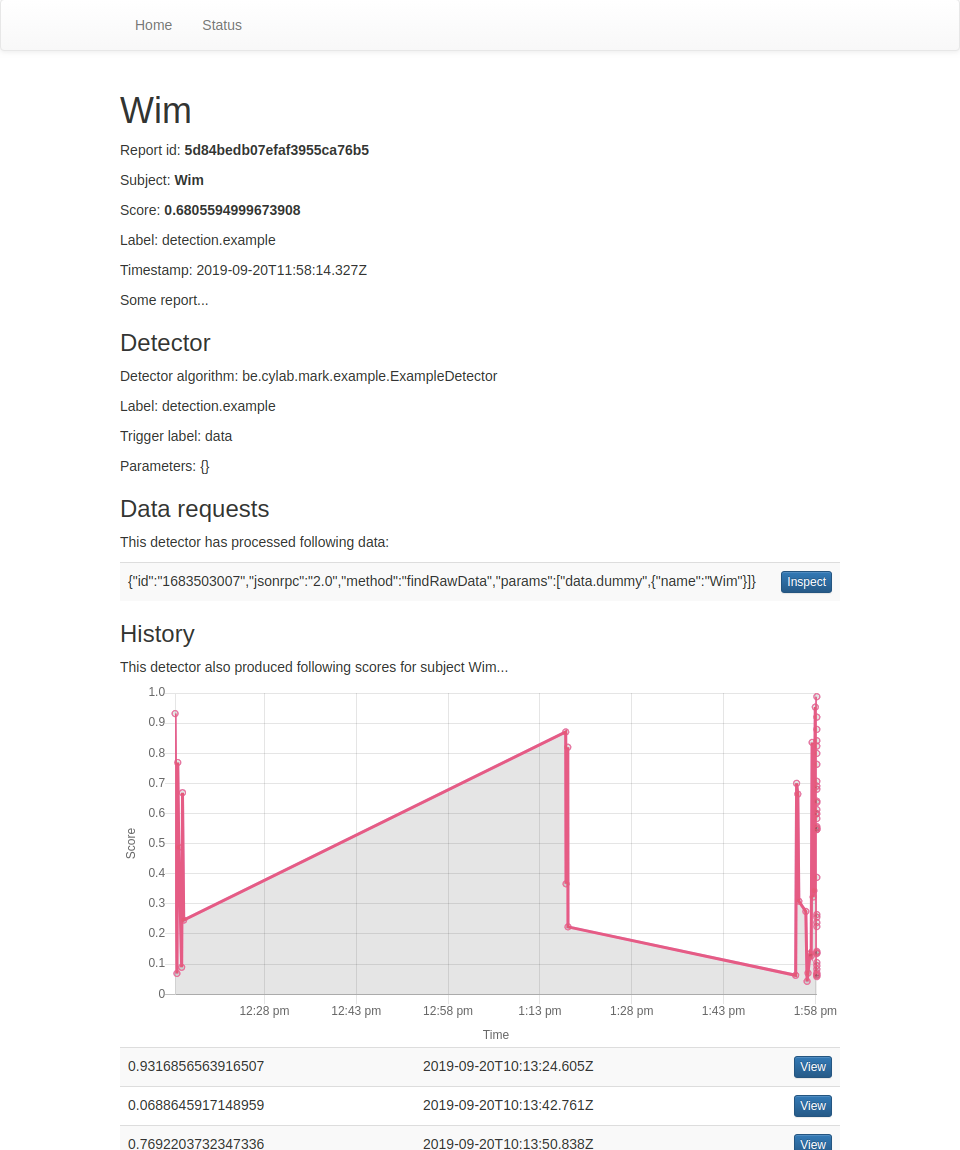 Home Status
Wim
Report id: 5d84bedb07efaf3955ca76b5
Subject: Wim
Score: 0.6805594999673908
Label: detection.example
Timestamp: 2019-09-20T11:58:14.327Z
Some report...
Detector
Detector algorithm: be.cylab.mark.example.ExampleDetector
Label: detection.example
Trigger label: data
Parameters: {}
Data requests
This detector has processed following data:
{"id":"1683503007","jsonrpc":"2.0","method":"findRawData","params":["data.dummy",{"name":"Wim"}]} Inspect
History
This detector also produced following scores for subject Wim...
1.0
0.9
0.8
0.7
0.6
0.5
0.4
0.3
0.2
0.1
0
Score
12:28 pm 12:43 pm 12:58 pm 1:13 pm 1:28 pm 1:43 pm 1:58 pm
Time
0.9316856563916507 2019-09-20T10:13:24.605Z View
0.0688645917148959 2019-09-20T10:13:42.761Z View
0.7692203732347336 2019-09-20T10:13:50.838Z View